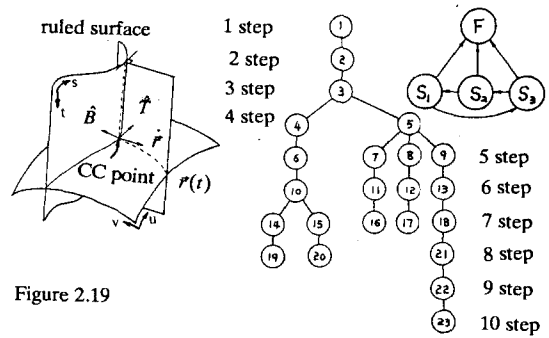 ruled surface
s
t
B̂
T̂
ṙ
CC point
r(t)
v
u
Figure 2.19
1 step
2 step
3 step
4 step
1
2
3
4
5
6
7
8
9
10
11
12
13
14
15
16
17
18
19
20
21
22
23
5 step
6 step
7 step
8 step
9 step
10 step
F
S₁
S₂
S₃